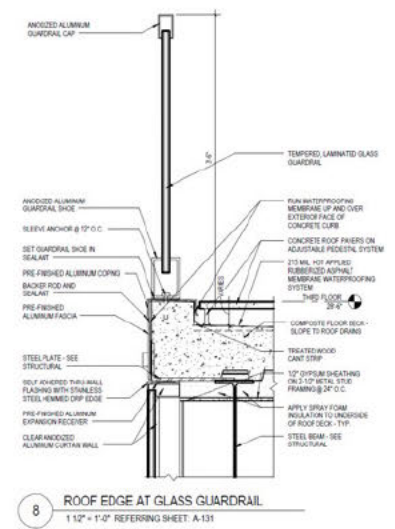 ANODIZED ALUMINUM
GUARDRAIL CAP
3'-6"
TEMPERED, LAMINATED GLASS
GUARDRAIL
ANODIZED ALUMINUM
GUARDRAIL SHOE
SLEEVE ANCHOR @ 12" O.C.
SET GUARDRAIL SHOE IN
SEALANT
PRE-FINISHED ALUMINUM COPING
BACKER ROD AND
SEALANT
PRE-FINISHED
ALUMINUM FASCIA
STEEL PLATE - SEE
STRUCTURAL
SELF ADHERED THRU-WALL
FLASHING WITH STAINLESS
STEEL HEMMED DRIP EDGE
PRE-FINISHED ALUMINUM
EXPANSION RECEIVER
CLEAR ANODIZED
ALUMINUM CURTAIN WALL
RUN WATERPROOFING
MEMBRANE UP AND OVER
EXTERIOR FACE OF
CONCRETE CURB
CONCRETE ROOF PAVERS ON
ADJUSTABLE PEDESTAL SYSTEM
215 MIL HOT APPLIED
RUBBERIZED ASPHALT
MEMBRANE WATERPROOFING
SYSTEM
VARIES
THIRD FLOOR
28'-6"
COMPOSITE FLOOR DECK -
SLOPE TO ROOF DRAINS
TREATED WOOD
CANT STRIP
1/2" GYPSUM SHEATHING
ON 3-1/2" METAL STUD
FRAMING @ 24" O.C.
APPLY SPRAY FOAM
INSULATION TO UNDERSIDE
OF ROOF DECK - TYP.
STEEL BEAM - SEE
STRUCTURAL
8
ROOF EDGE AT GLASS GUARDRAIL
1 1/2" = 1'-0" REFERRING SHEET: A-131